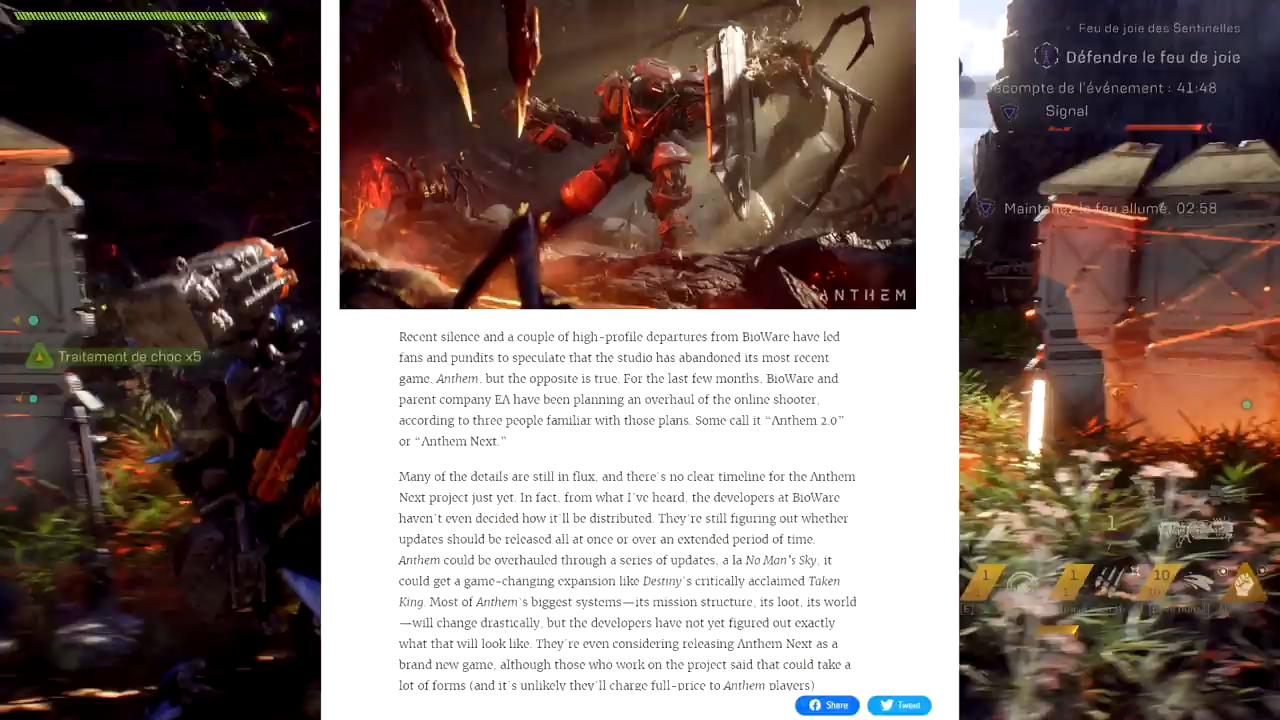 Feu de joie des Sentinelles
Défendre le feu de joie
écompte de l'événement : 41:48
Signal
ANTHEM
Maintenez le feu allumé. 02:58
Traitement de choc x5
Recent silence and a couple of high-profile departures from BioWare have led
fans and pundits to speculate that the studio has abandoned its most recent
game, Anthem, but the opposite is true. For the last few months, BioWare and
parent company EA have been planning an overhaul of the online shooter,
according to three people familiar with those plans. Some call it “Anthem 2.0”
or “Anthem Next.”
Many of the details are still in flux, and there's no clear timeline for the Anthem
Next project just yet. In fact, from what I've heard, the developers at BioWare
haven't even decided how it'll be distributed. They're still figuring out whether
updates should be released all at once or over an extended period of time.
Anthem could be overhauled through a series of updates, a la No Man's Sky, it
could get a game-changing expansion like Destiny's critically acclaimed Taken
King. Most of Anthem's biggest systems—its mission structure, its loot, its world
—will change drastically, but the developers have not yet figured out exactly
what that will look like. They're even considering releasing Anthem Next as a
brand new game, although those who work on the project said that could take a
lot of forms (and it's unlikely they'll charge full-price to Anthem players)
1
1 1 10
Share Tweet